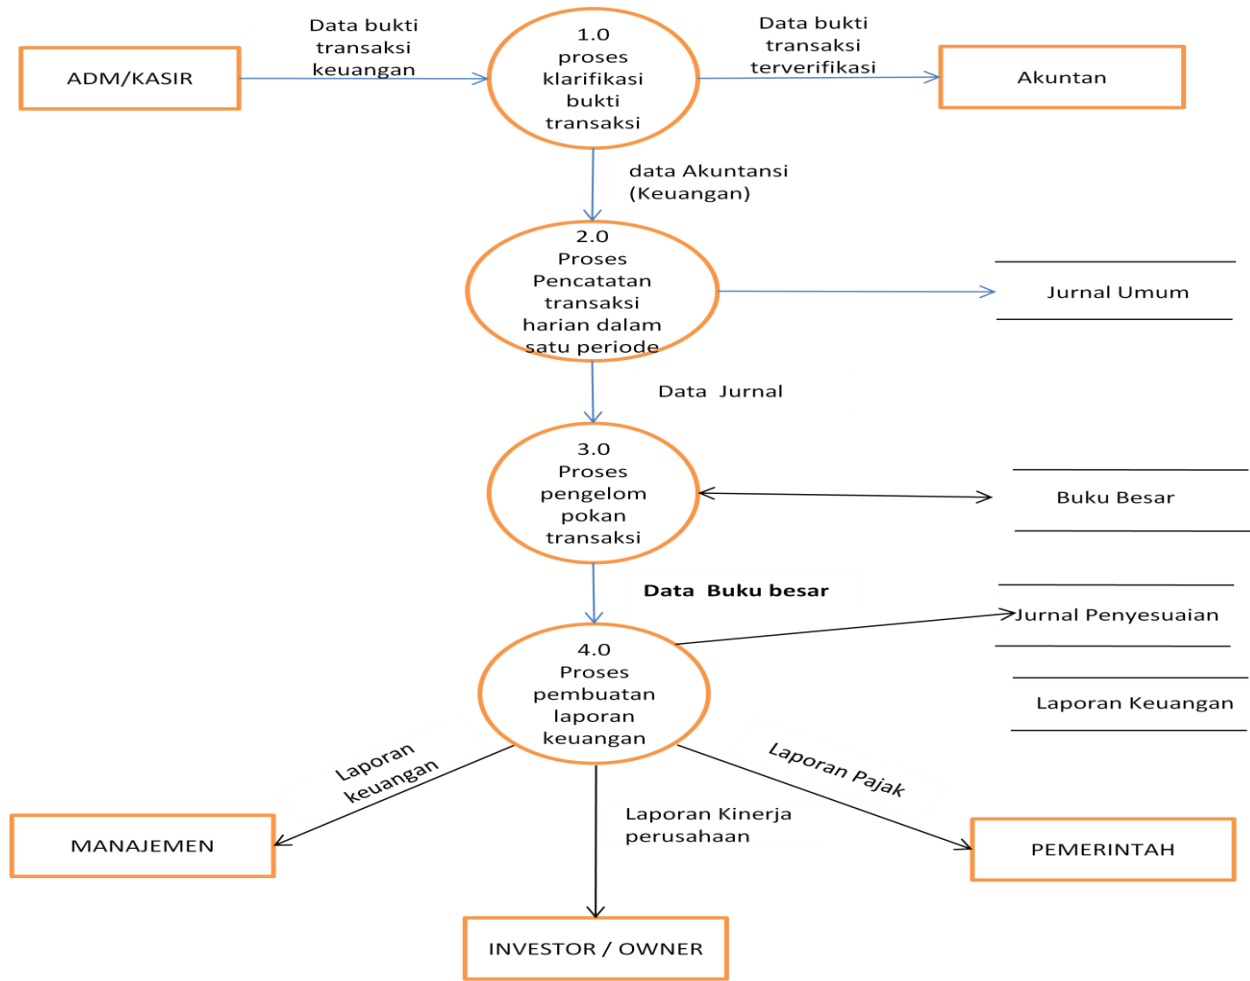 Data bukti
transaksi
keuangan
1.0
proses
klarifikasi
bukti
transaksi
Data bukti
transaksi
terverifikasi
ADM/KASIR
Akuntan
data Akuntansi
(Keuangan)
2.0
Proses
Pencatatan
transaksi
harian dalam
satu periode
Jurnal Umum
Data  Jurnal
3.0
Proses
pengelom
pokan
transaksi
Buku Besar
Data  Buku besar
Jurnal Penyesuaian
4.0
Proses
pembuatan
laporan
keuangan
Laporan Keuangan
Laporan
keuangan
Laporan Kinerja
perusahaan
Laporan Pajak
MANAJEMEN
PEMERINTAH
INVESTOR / OWNER